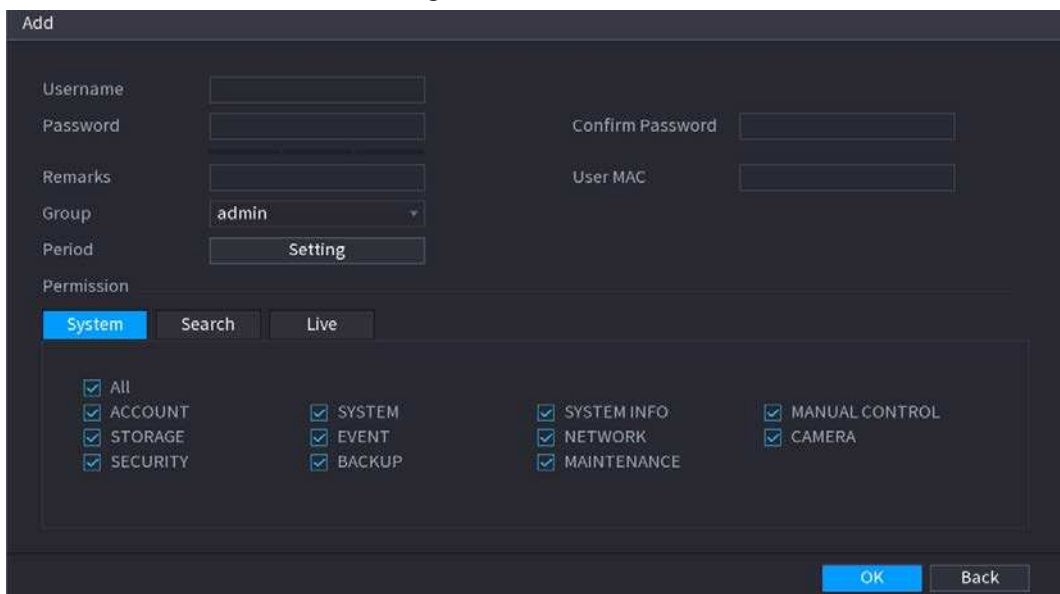 Add
Username
Password Confirm Password
Remarks User MAC
Group admin
Period Setting
Permission
System Search Live
All
ACCOUNT SYSTEM SYSTEM INFO MANUAL CONTROL
STORAGE EVENT NETWORK CAMERA
SECURITY BACKUP MAINTENANCE
OK Back